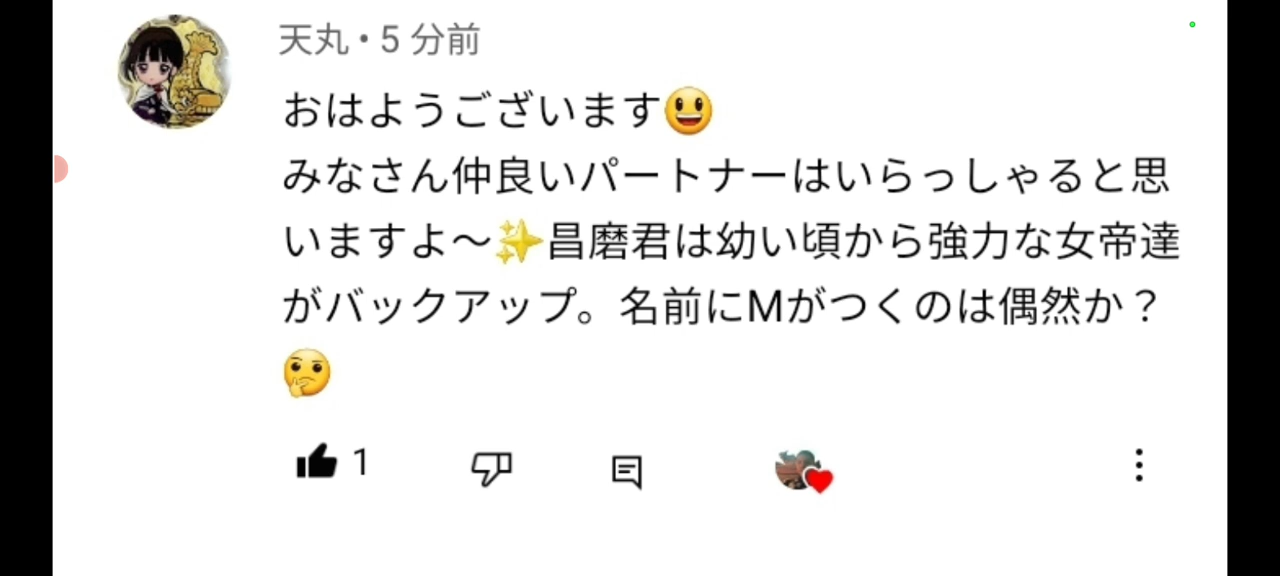 天丸 • 5 分前
おはようございます😃
みなさん仲良いパートナーはいらっしゃると思
いますよ〜✨昌磨君は幼い頃から強力な女帝達
がバックアップ。名前にMがつくのは偶然か？
🤔
1